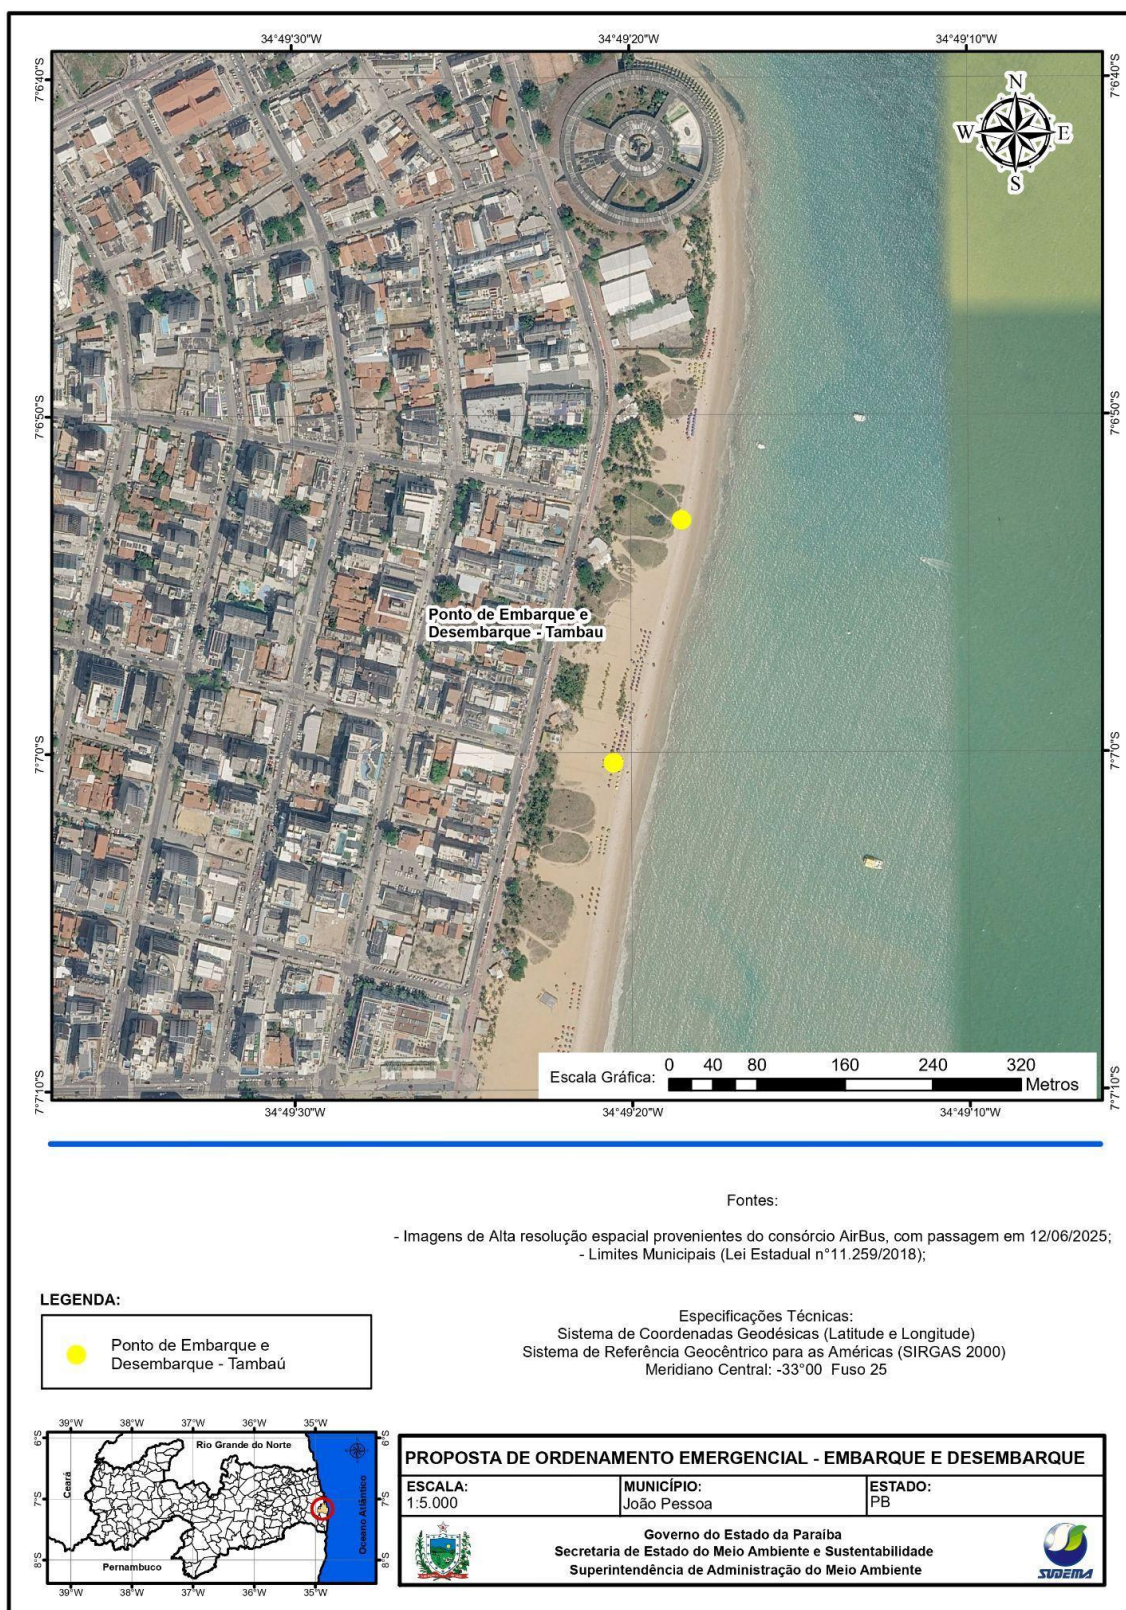 34°49'30"W
34°49'20"W
34°49'10"W
7°6'40"S
7°6'40"S
N
W
E
S
7°6'50"S
7°6'50"S
Ponto de Embarque e
Desembarque - Tambau
7°7'0"S
7°7'0"S
Escala Gráfica:
0 40 80 160 240 320
Metros
7°7'10"S
7°7'10"S
34°49'30"W
34°49'20"W
34°49'10"W
Fontes:
- Imagens de Alta resolução espacial provenientes do consórcio AirBus, com passagem em 12/06/2025;
- Limites Municipais (Lei Estadual n°11.259/2018);
LEGENDA:
Ponto de Embarque e
Desembarque - Tambaú
Especificações Técnicas:
Sistema de Coordenadas Geodésicas (Latitude e Longitude)
Sistema de Referência Geocêntrico para as Américas (SIRGAS 2000)
Meridiano Central: -33°00 Fuso 25
39°W 38°W 37°W 36°W 35°W
6°S
6°S
Rio Grande do Norte
Ceará
7°S
7°S
Oceano Atlântico
Pernambuco
8°S
8°S
39°W 38°W 37°W 36°W 35°W
PROPOSTA DE ORDENAMENTO EMERGENCIAL - EMBARQUE E DESEMBARQUE
ESCALA:
1:5.000
MUNICÍPIO:
João Pessoa
ESTADO:
PB
Governo do Estado da Paraíba
Secretaria de Estado do Meio Ambiente e Sustentabilidade
Superintendência de Administração do Meio Ambiente
SUDEMA